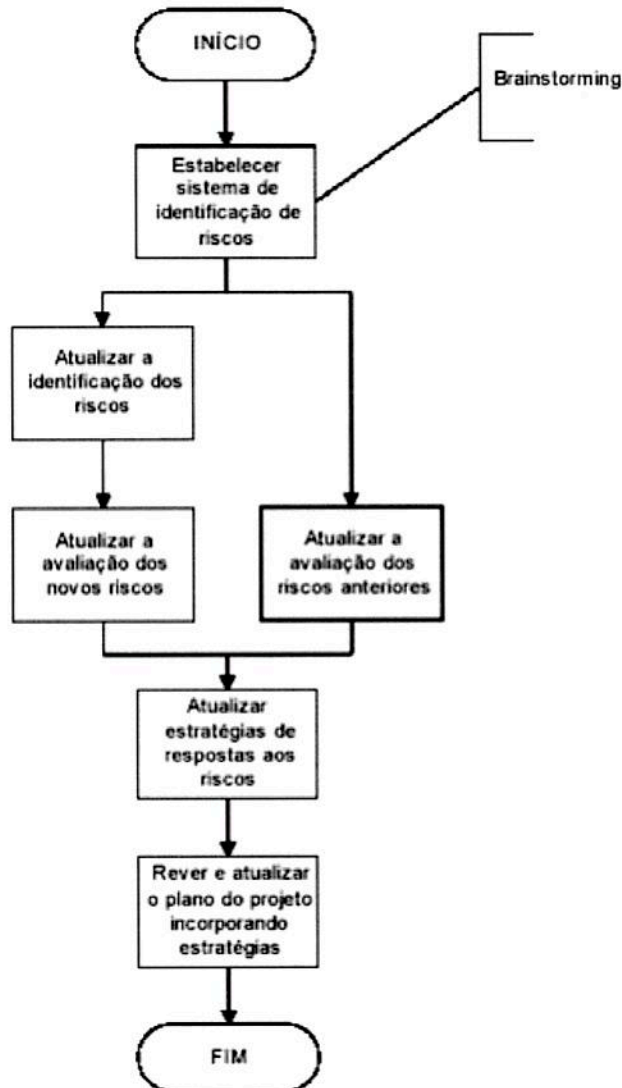 INÍCIO
Brainstorming
Estabelecer
sistema de
identificação de
riscos
Atualizar a
identificação dos
riscos
Atualizar a
avaliação dos
novos riscos
Atualizar a
avaliação dos
riscos anteriores
Atualizar
estratégias de
respostas aos
riscos
Rever e atualizar
o plano do projeto
incorporando
estratégias
FIM